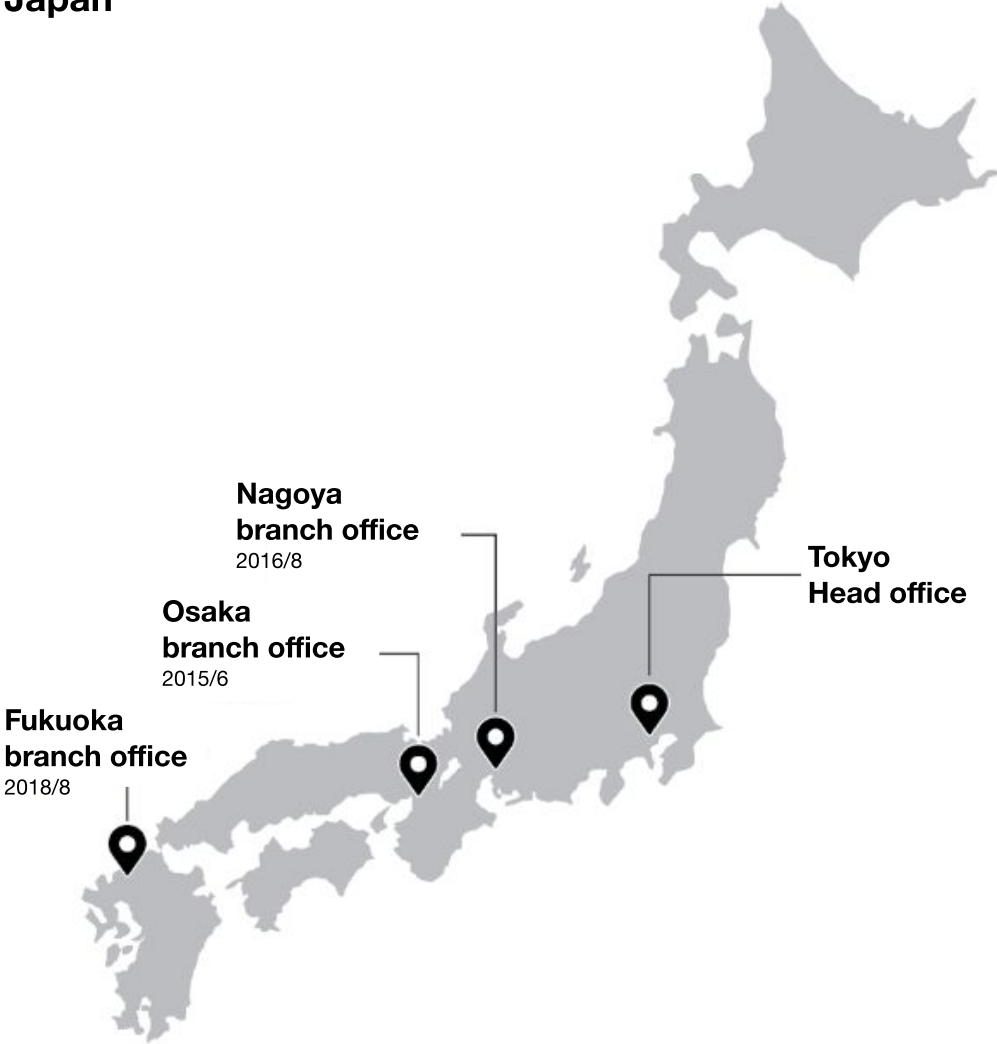 Japan
Nagoya
branch office
2016/8
Tokyo
Head office
Osaka
branch office
2015/6
Fukuoka
branch office
2018/8